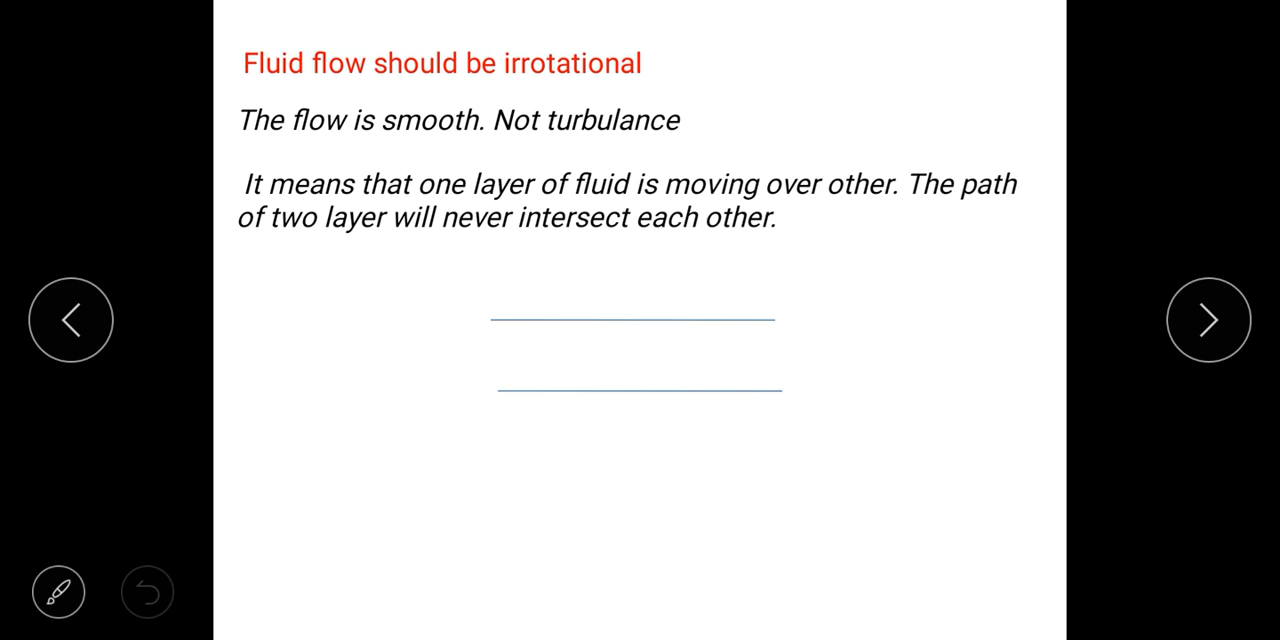 Fluid flow should be irrotational
The flow is smooth. Not turbulance
It means that one layer of fluid is moving over other. The path
of two layer will never intersect each other.